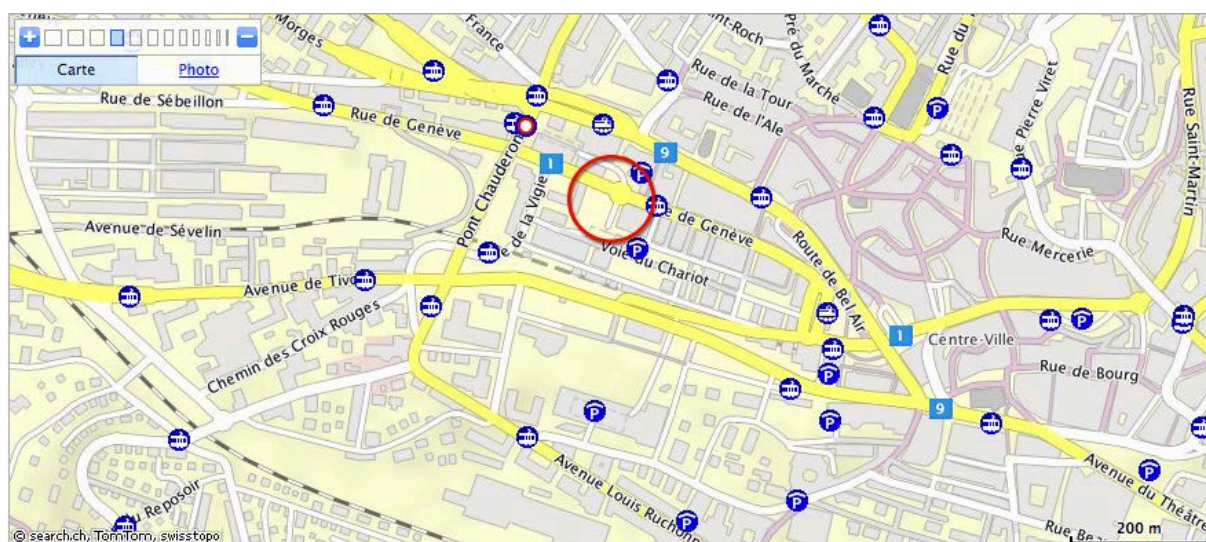 Carte
Photo
Morges
France
Saint-Roch
Pré du Marché
Rue du
Rue de Sébeillon
Rue de Genève
Rue de la Tour
Rue de l'Ale
Pierre Viret
Rue Saint-Martin
1
9
P
P
P
Pont Chauderon
de la Vigie
Avenue de Sévelin
de Genève
Voie du Chariot
Rue Mercerie
Route de Bel Air
Avenue de Tivo
1
Centre-Ville
P
Chemin des Croix Rouges
Rue de Bourg
P
P
P
9
Avenue Louis Ruchonn
Avenue du Théâtre
P
P
P
du Reposoir
© search.ch, TomTom, swisstopo
200 m